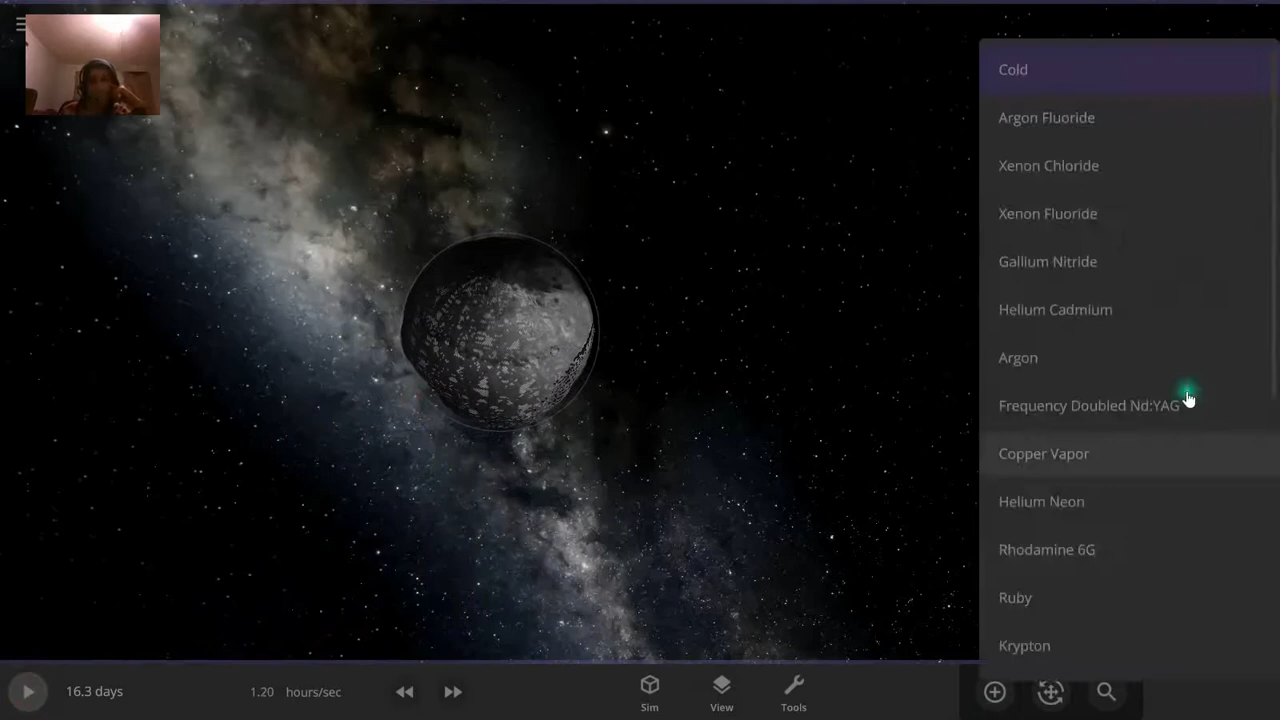 Cold
Argon Fluoride
Xenon Chloride
Xenon Fluoride
Gallium Nitride
Helium Cadmium
Argon
Frequency Doubled Nd:YAG
Copper Vapor
Helium Neon
Rhodamine 6G
Ruby
Krypton
16.3 days
1.20 hours/sec
Sim
View
Tools